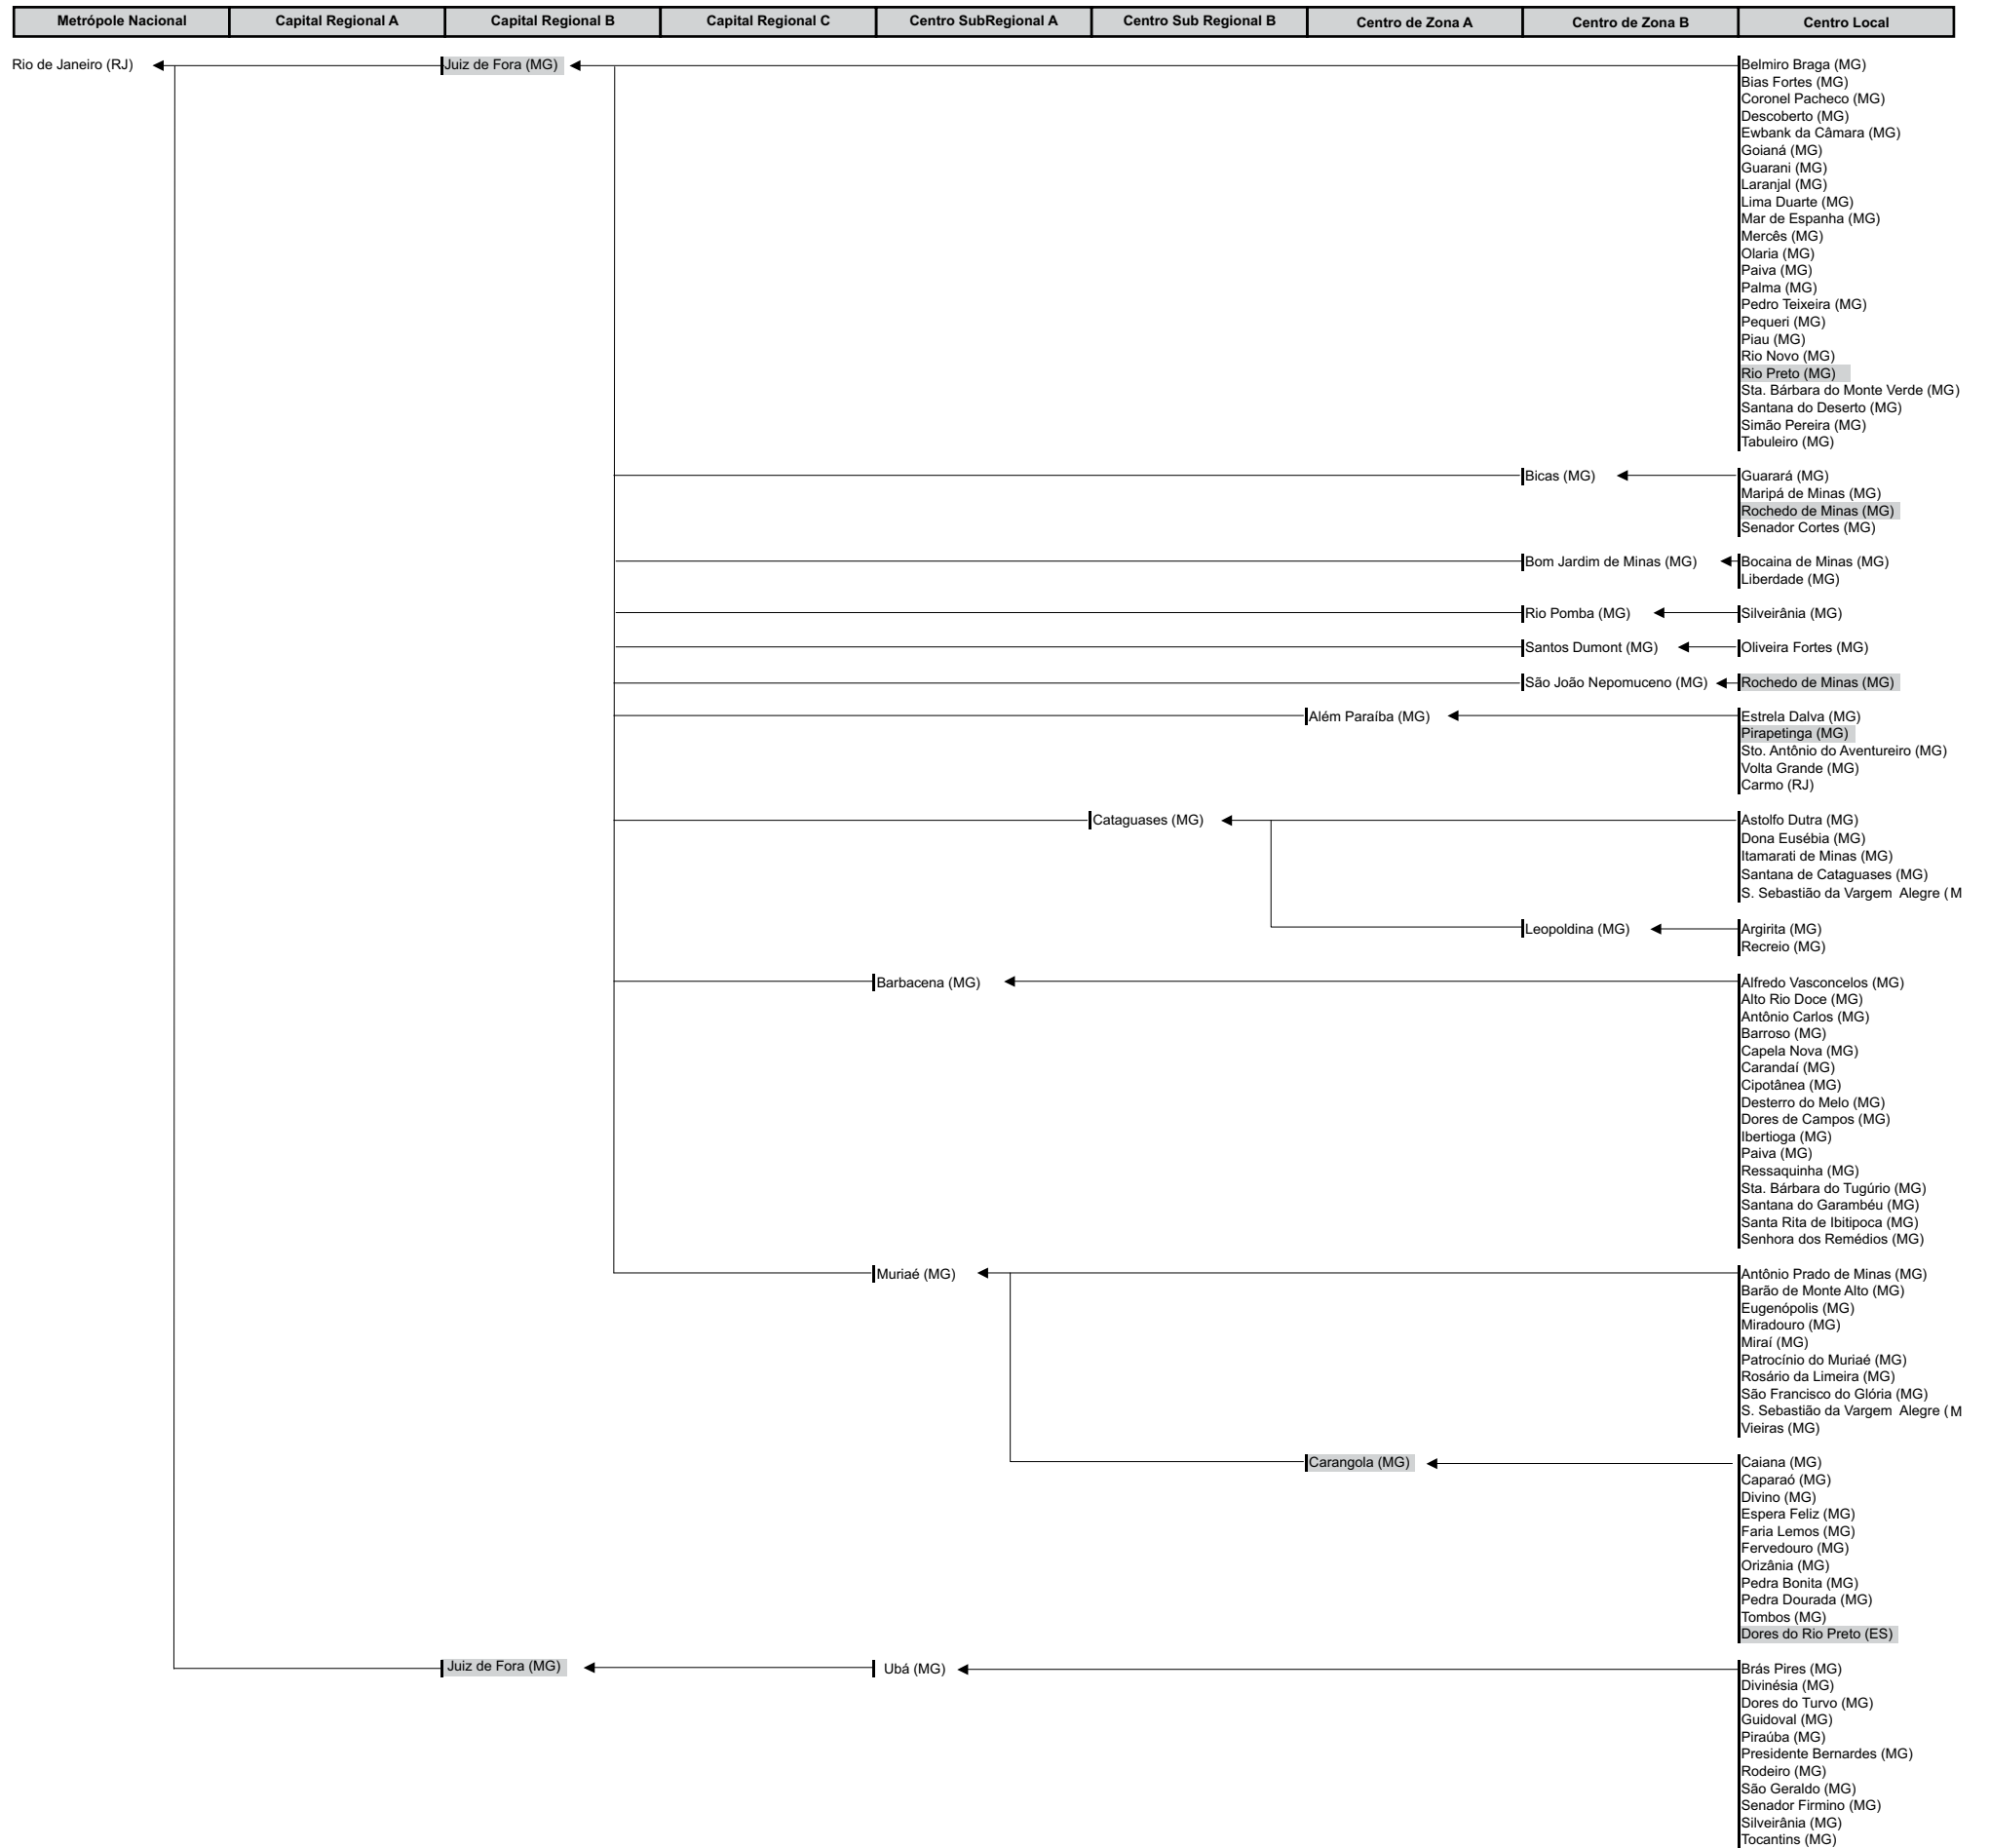 Metrópole Nacional Capital Regional A Capital Regional B Capital Regional C Centro SubRegional A Centro Sub Regional B Centro de Zona A Centro de Zona B Centro Local
Rio de Janeiro (RJ) Juiz de Fora (MG) Belmiro Braga (MG)
Bias Fortes (MG)
Coronel Pacheco (MG)
Descoberto (MG)
Ewbank da Câmara (MG)
Goianá (MG)
Guarani (MG)
Laranjal (MG)
Lima Duarte (MG)
Mar de Espanha (MG)
Mercês (MG)
Olaria (MG)
Paiva (MG)
Palma (MG)
Pedro Teixeira (MG)
Pequeri (MG)
Piau (MG)
Rio Novo (MG)
Rio Preto (MG)
Sta. Bárbara do Monte Verde (MG)
Santana do Deserto (MG)
Simão Pereira (MG)
Tabuleiro (MG)
Bicas (MG) Guarará (MG)
Maripá de Minas (MG)
Rochedo de Minas (MG)
Senador Cortes (MG)
Bom Jardim de Minas (MG) Bocaina de Minas (MG)
Liberdade (MG)
Rio Pomba (MG) Silveirânia (MG)
Santos Dumont (MG) Oliveira Fortes (MG)
São João Nepomuceno (MG) Rochedo de Minas (MG)
Além Paraíba (MG) Estrela Dalva (MG)
Pirapetinga (MG)
Sto. Antônio do Aventureiro (MG)
Volta Grande (MG)
Carmo (RJ)
Cataguases (MG) Astolfo Dutra (MG)
Dona Eusébia (MG)
Itamarati de Minas (MG)
Santana de Cataguases (MG)
S. Sebastião da Vargem Alegre (M
Leopoldina (MG) Argirita (MG)
Recreio (MG)
Barbacena (MG) Alfredo Vasconcelos (MG)
Alto Rio Doce (MG)
Antônio Carlos (MG)
Barroso (MG)
Capela Nova (MG)
Carandaí (MG)
Cipotânea (MG)
Desterro do Melo (MG)
Dores de Campos (MG)
Ibertioga (MG)
Paiva (MG)
Ressaquinha (MG)
Sta. Bárbara do Tugúrio (MG)
Santana do Garambéu (MG)
Santa Rita de Ibitipoca (MG)
Senhora dos Remédios (MG)
Muriaé (MG) Antônio Prado de Minas (MG)
Barão de Monte Alto (MG)
Eugenópolis (MG)
Miradouro (MG)
Miraí (MG)
Patrocínio do Muriaé (MG)
Rosário da Limeira (MG)
São Francisco do Glória (MG)
S. Sebastião da Vargem Alegre (M
Vieiras (MG)
Carangola (MG) Caiana (MG)
Caparaó (MG)
Divino (MG)
Espera Feliz (MG)
Faria Lemos (MG)
Fervedouro (MG)
Orizânia (MG)
Pedra Bonita (MG)
Pedra Dourada (MG)
Tombos (MG)
Dores do Rio Preto (ES)
Juiz de Fora (MG) Ubá (MG) Brás Pires (MG)
Divinésia (MG)
Dores do Turvo (MG)
Guidoval (MG)
Piraúba (MG)
Presidente Bernardes (MG)
Rodeiro (MG)
São Geraldo (MG)
Senador Firmino (MG)
Silveirânia (MG)
Tocantins (MG)